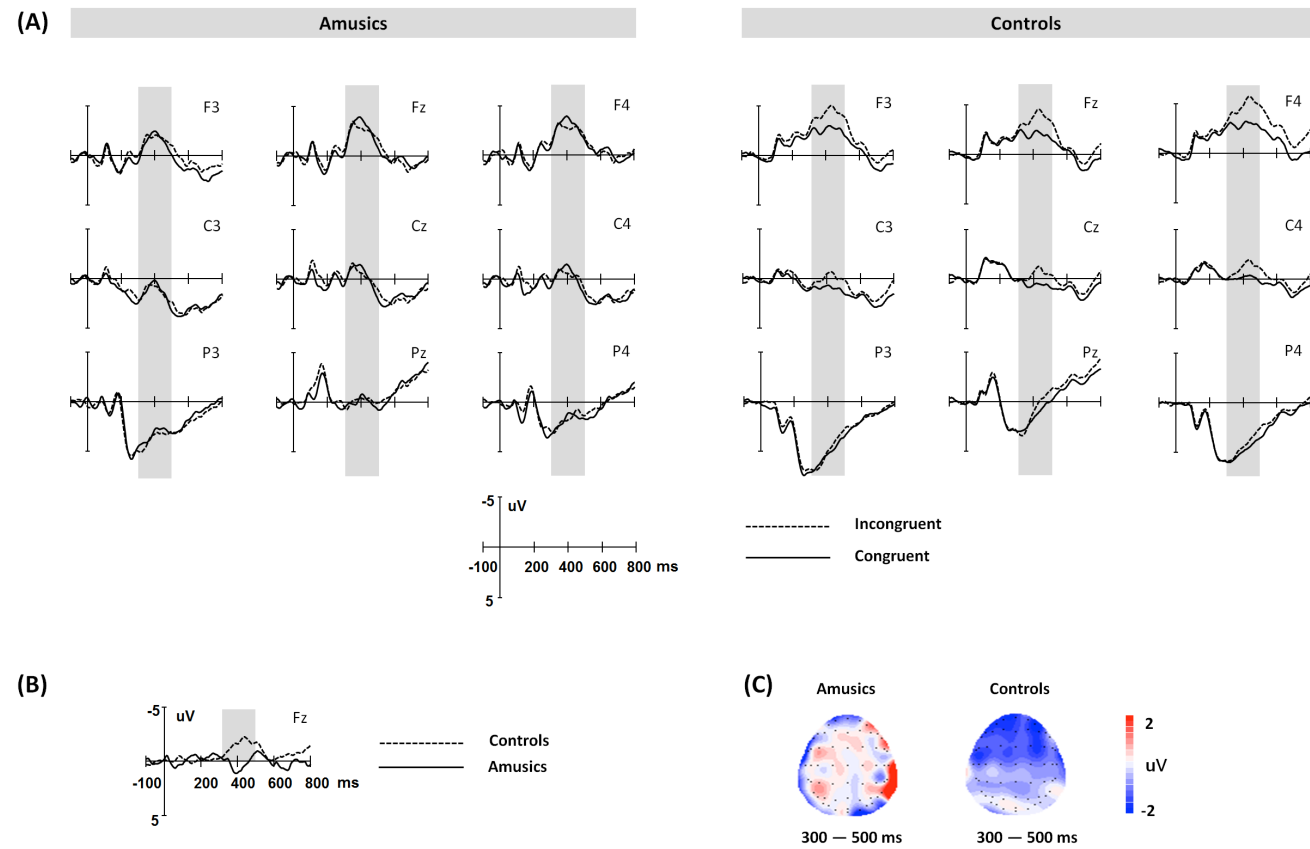 (A)
Amusics
Controls
F3 Fz F4 F3 Fz F4
C3 Cz C4 C3 Cz C4
P3 Pz P4 P3 Pz P4
-5 uV
-100 200 400 600 800 ms
5
Incongruent
Congruent
(B)
-5 uV Fz
-100 200 400 600 800 ms
5
Controls
Amusics
(C)
Amusics Controls
300 — 500 ms 300 — 500 ms
2
uV
-2